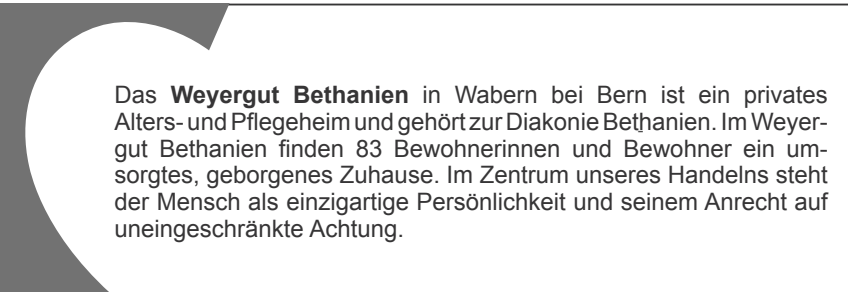 Das Weyergut Bethanien in Wabern bei Bern ist ein privates
Alters- und Pflegeheim und gehört zur Diakonie Bethanien. Im Weyer-
gut Bethanien finden 83 Bewohnerinnen und Bewohner ein um-
sorgtes, geborgenes Zuhause. Im Zentrum unseres Handelns steht
der Mensch als einzigartige Persönlichkeit und seinem Anrecht auf
uneingeschränkte Achtung.